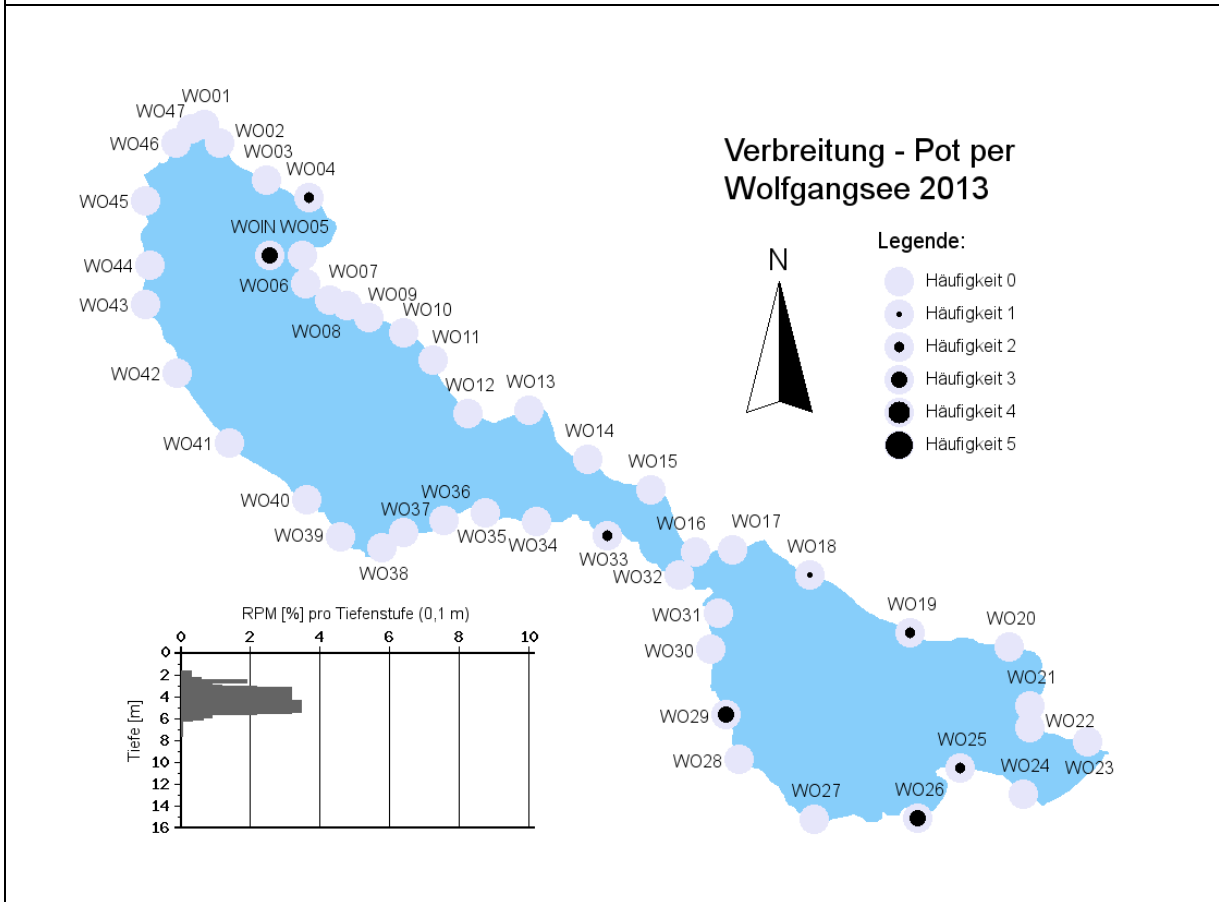 WO01
WO47
WO02
WO46
WO03
WO04
Verbreitung - Pot per
Wolfgangsee 2013
WO45
WOIN WO05
Legende:
N
WO44
WO06
WO07
Häufigkeit 0
WO43
WO09
WO08
WO10
Häufigkeit 1
WO11
Häufigkeit 2
WO42
Häufigkeit 3
WO12
WO13
Häufigkeit 4
WO41
Häufigkeit 5
WO14
WO15
WO40
WO36
WO37
WO39
WO35
WO34
WO38
WO33
WO16
WO17
WO32
WO18
WO31
WO19
WO20
WO30
WO21
WO29
WO22
WO28
WO25
WO24
WO23
WO27
WO26
RPM [%] pro Tiefenstufe (0,1 m)
0 2 4 6 8 10
Tiefe [m]
0
2
4
6
8
10
12
14
16